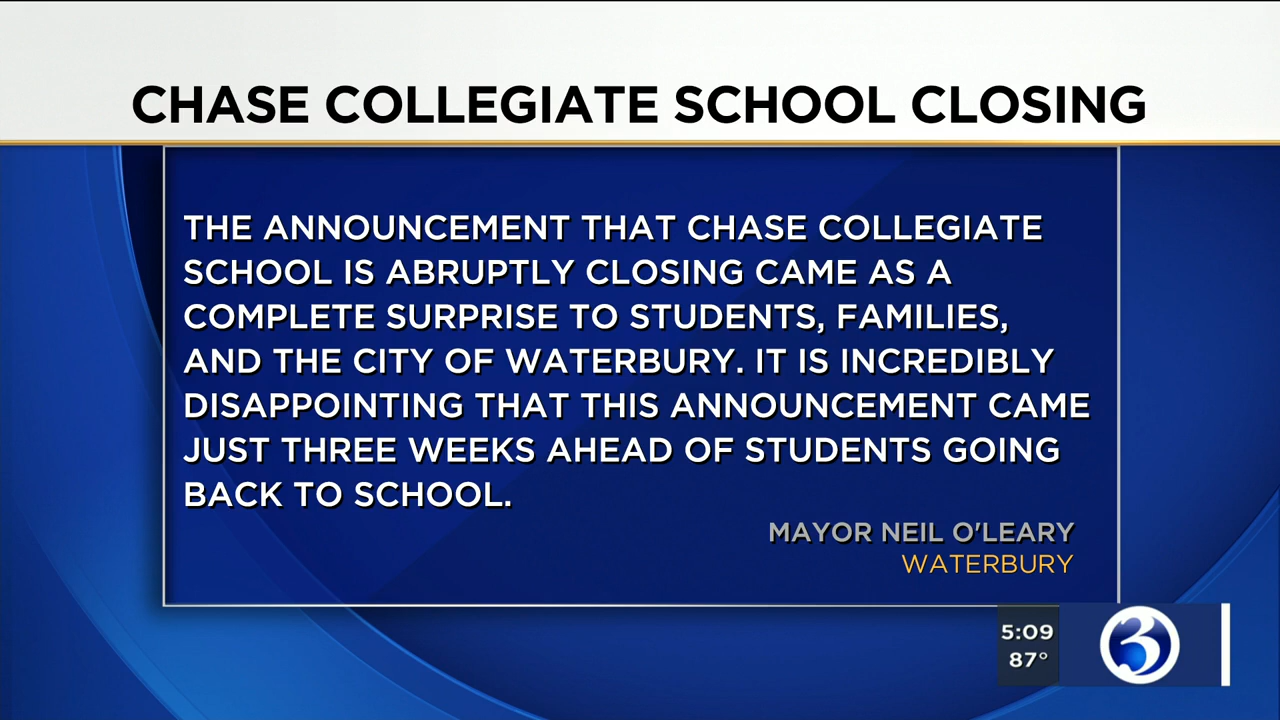 CHASE COLLEGIATE SCHOOL CLOSING
THE ANNOUNCEMENT THAT CHASE COLLEGIATE
SCHOOL IS ABRUPTLY CLOSING CAME AS A
COMPLETE SURPRISE TO STUDENTS, FAMILIES,
AND THE CITY OF WATERBURY. IT IS INCREDIBLY
DISAPPOINTING THAT THIS ANNOUNCEMENT CAME
JUST THREE WEEKS AHEAD OF STUDENTS GOING
BACK TO SCHOOL.
MAYOR NEIL O'LEARY
WATERBURY
5:09
87°
3